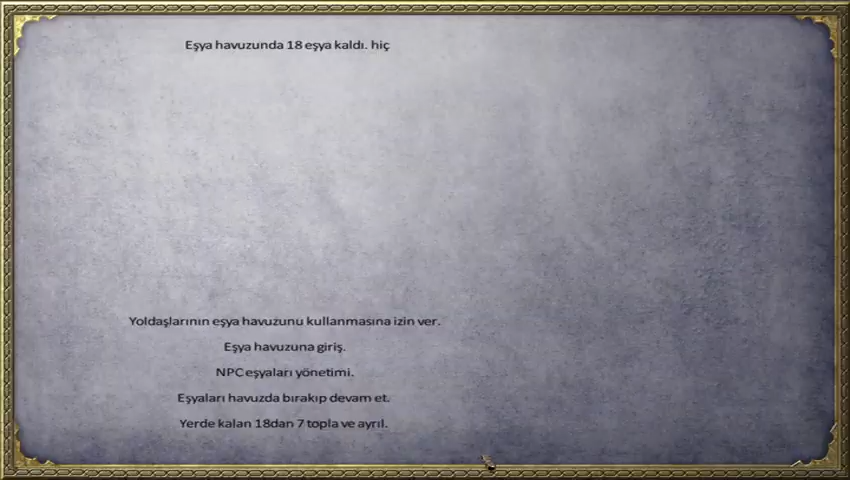 Eşya havuzunda 18 eşya kaldı. hiç
Yoldaşlarının eşya havuzunu kullanmasına izin ver.
Eşya havuzuna giriş.
NPC eşyaları yönetimi.
Eşyaları havuzda bırakıp devam et.
Yerde kalan 18dan 7 topla ve ayrıl.